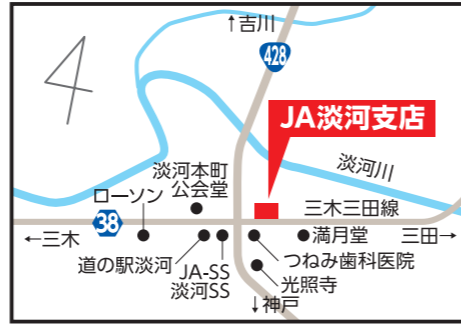 ↑吉川
428
JA淡河支店
淡河川
淡河本町
公会堂
ローソン
三木三田線
38
←三木
満月堂
三田→
道の駅淡河
JA-SS
淡河SS
つねみ歯科医院
光照寺
↓神戸